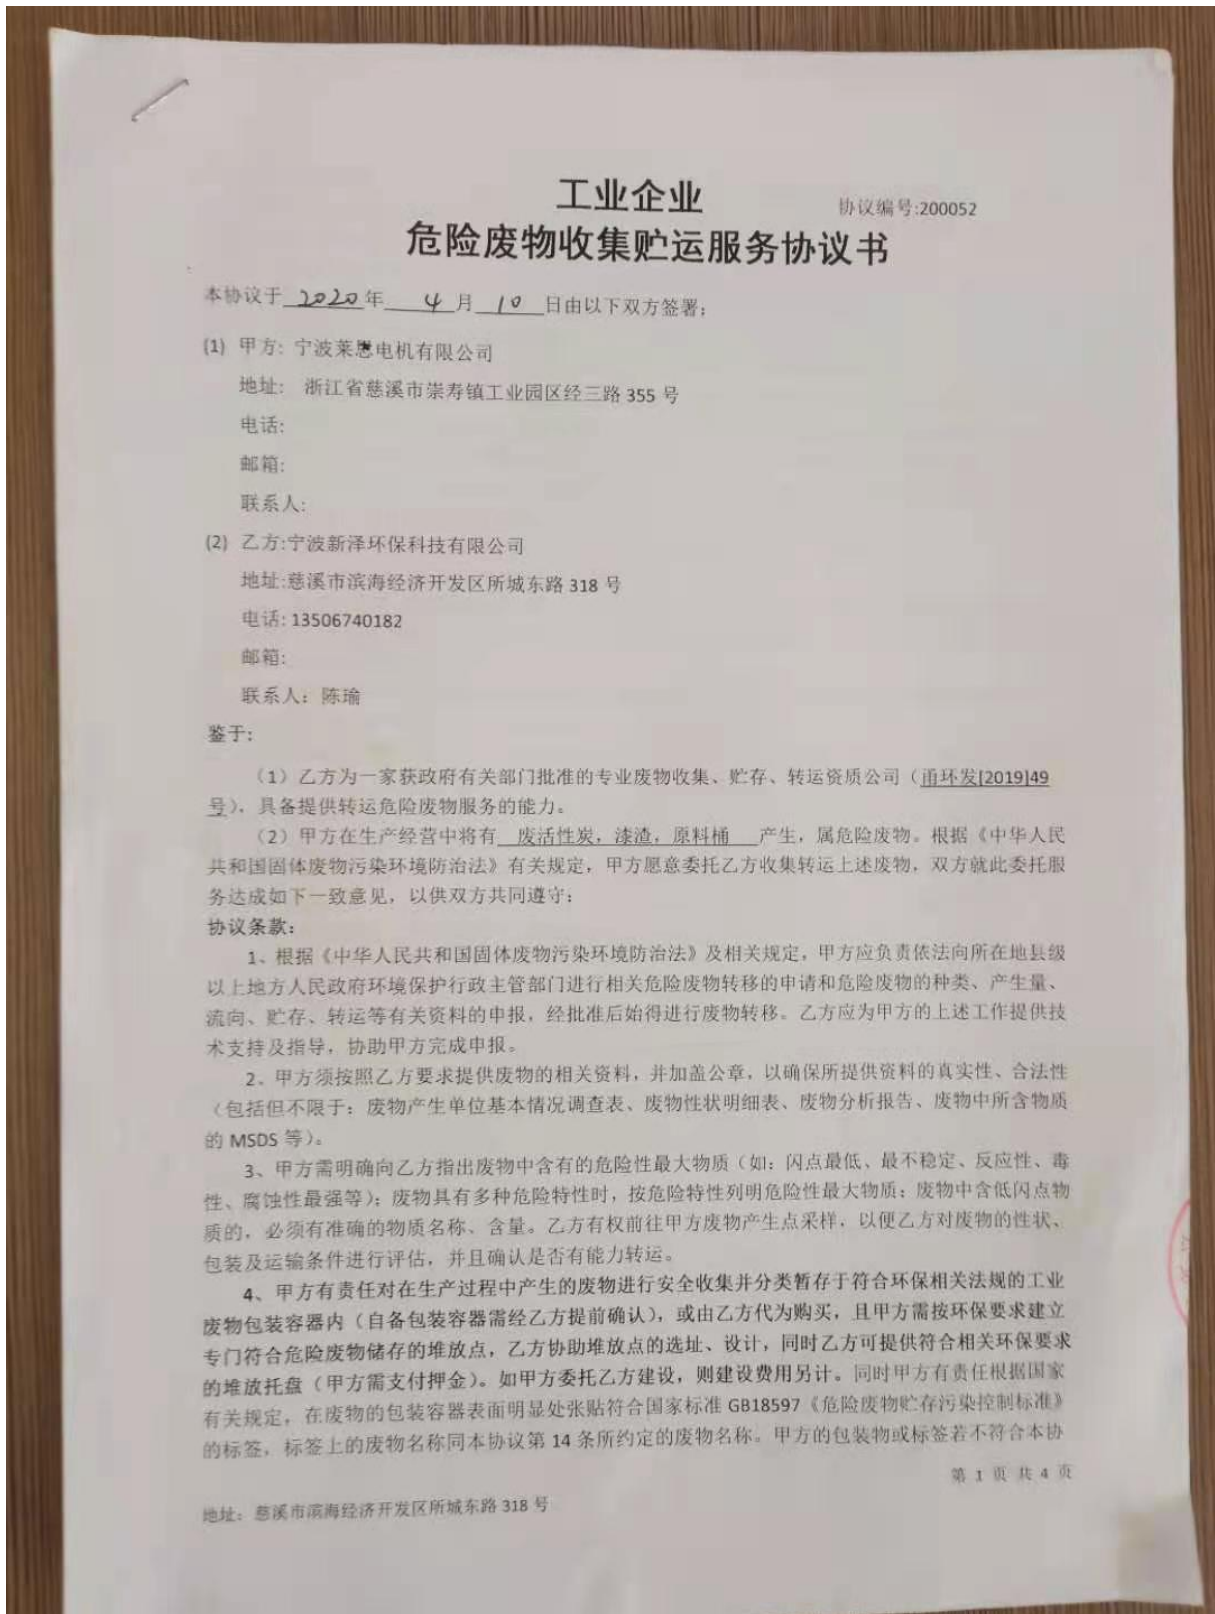 工业企业
协议编号:200052
危险废物收集贮运服务协议书
本协议于 2020 年 4 月 10 日由以下双方签署；
(1) 甲方: 宁波莱恩电机有限公司
地址: 浙江省慈溪市崇寿镇工业园区经三路 355 号
电话:
邮箱:
联系人:
(2) 乙方:宁波新泽环保科技有限公司
地址:慈溪市滨海经济开发区所城东路 318 号
电话: 13506740182
邮箱:
联系人：陈瑜
鉴于:
（1）乙方为一家获政府有关部门批准的专业废物收集、贮存、转运资质公司（甬环发[2019]49
号），具备提供转运危险废物服务的能力。
（2）甲方在生产经营中将有 废活性炭，漆渣，原料桶 产生，属危险废物。根据《中华人民
共和国固体废物污染环境防治法》有关规定，甲方愿意委托乙方收集转运上述废物，双方就此委托服
务达成如下一致意见，以供双方共同遵守：
协议条款：
1、根据《中华人民共和国固体废物污染环境防治法》及相关规定，甲方应负责依法向所在地县级
以上地方人民政府环境保护行政主管部门进行相关危险废物转移的申请和危险废物的种类、产生量、
流向、贮存、转运等有关资料的申报，经批准后始得进行废物转移。乙方应为甲方的上述工作提供技
术支持及指导，协助甲方完成申报。
2、甲方须按照乙方要求提供废物的相关资料，并加盖公章，以确保所提供资料的真实性、合法性
（包括但不限于：废物产生单位基本情况调查表、废物性状明细表、废物分析报告、废物中所含物质
的 MSDS 等）。
3、甲方需明确向乙方指出废物中含有的危险性最大物质（如：闪点最低、最不稳定、反应性、毒
性、腐蚀性最强等）；废物具有多种危险特性时，按危险特性列明危险性最大物质；废物中含低闪点物
质的，必须有准确的物质名称、含量。乙方有权前往甲方废物产生点采样，以便乙方对废物的性状、
包装及运输条件进行评估，并且确认是否有能力转运。
4、甲方有责任对在生产过程中产生的废物进行安全收集并分类暂存于符合环保相关法规的工业
废物包装容器内（自备包装容器需经乙方提前确认），或由乙方代为购买，且甲方需按环保要求建立
专门符合危险废物储存的堆放点，乙方协助堆放点的选址、设计，同时乙方可提供符合相关环保要求
的堆放托盘（甲方需支付押金）。如甲方委托乙方建设，则建设费用另计。同时甲方有责任根据国家
有关规定，在废物的包装容器表面明显处张贴符合国家标准 GB18597《危险废物贮存污染控制标准》
的标签，标签上的废物名称同本协议第 14 条所约定的废物名称。甲方的包装物或标签若不符合本协
第 1 页 共 4 页
地址：慈溪市滨海经济开发区所城东路 318 号